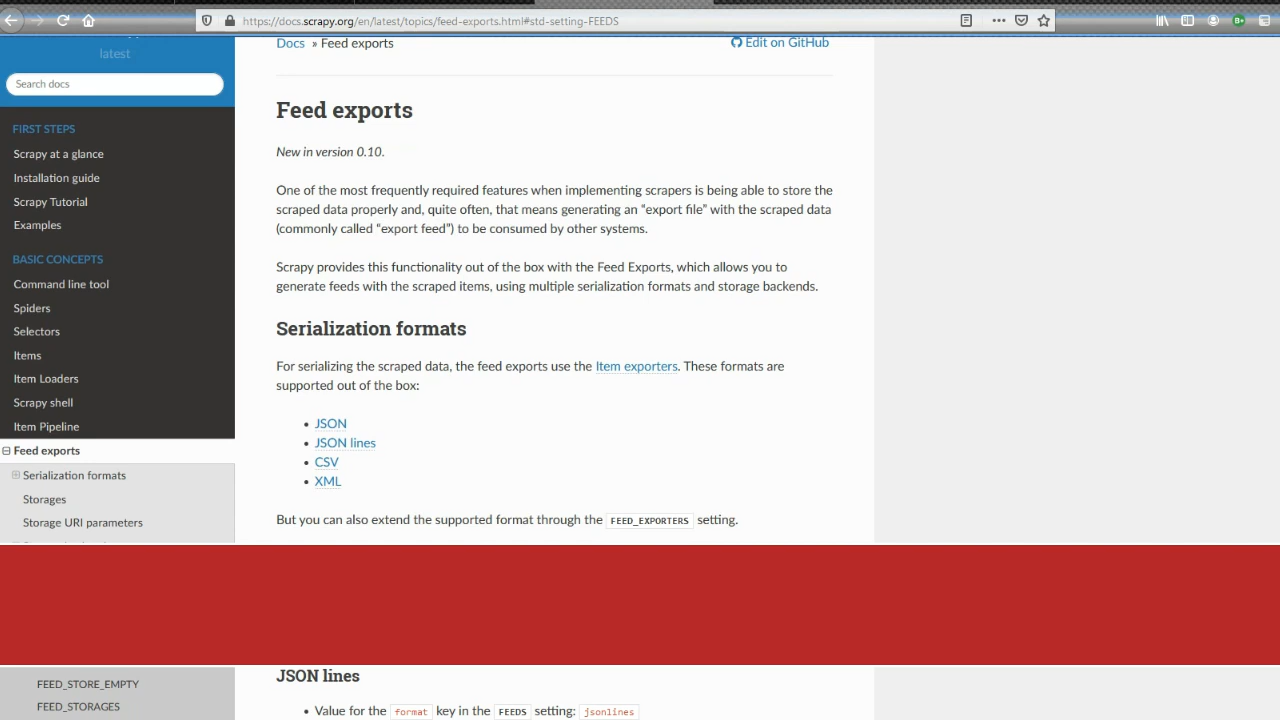 https://docs.scrapy.org/en/latest/topics/feed-exports.html#std-setting-FEEDS
latest
Search docs
FIRST STEPS
Scrapy at a glance
Installation guide
Scrapy Tutorial
Examples
BASIC CONCEPTS
Command line tool
Spiders
Selectors
Items
Item Loaders
Scrapy shell
Item Pipeline
Feed exports
Serialization formats
Storages
Storage URI parameters
FEED_STORE_EMPTY
FEED_STORAGES
Docs » Feed exports
Edit on GitHub
Feed exports
New in version 0.10.
One of the most frequently required features when implementing scrapers is being able to store the
scraped data properly and, quite often, that means generating an “export file” with the scraped data
(commonly called “export feed”) to be consumed by other systems.
Scrapy provides this functionality out of the box with the Feed Exports, which allows you to
generate feeds with the scraped items, using multiple serialization formats and storage backends.
Serialization formats
For serializing the scraped data, the feed exports use the Item exporters. These formats are
supported out of the box:
• JSON
• JSON lines
• CSV
• XML
But you can also extend the supported format through the FEED_EXPORTERS setting.
JSON lines
• Value for the format key in the FEEDS setting: jsonlines